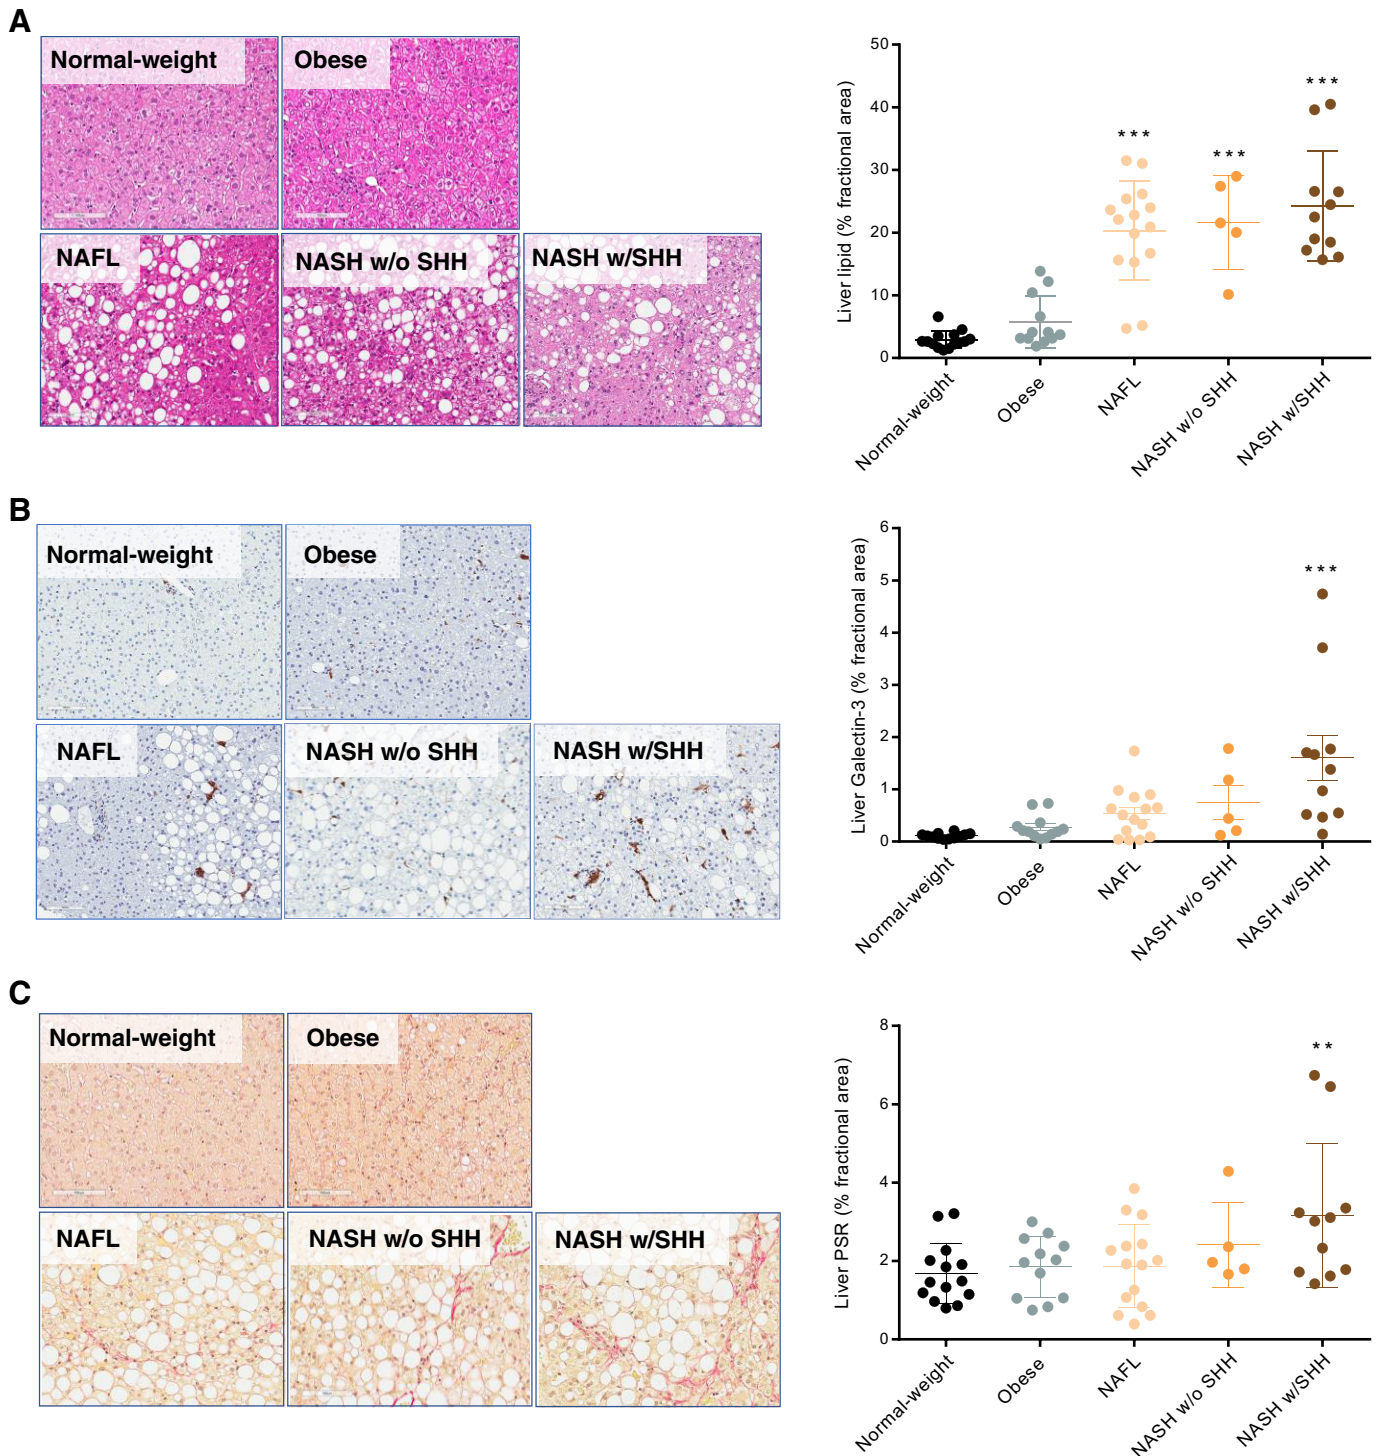 A
Normal-weight
Obese
NAFL
NASH w/o SHH
NASH w/SHH
Liver lipid (% fractional area)
50
40
30
20
10
0
***
***
***
Normal-weight
Obese
NAFL
NASH w/o SHH
NASH w/SHH
B
Normal-weight
Obese
NAFL
NASH w/o SHH
NASH w/SHH
Liver Galectin-3 (% fractional area)
6
5
4
3
2
1
0
***
Normal-weight
Obese
NAFL
NASH w/o SHH
NASH w/SHH
C
Normal-weight
Obese
NAFL
NASH w/o SHH
NASH w/SHH
Liver PSR (% fractional area)
8
6
4
2
0
**
Normal-weight
Obese
NAFL
NASH w/o SHH
NASH w/SHH